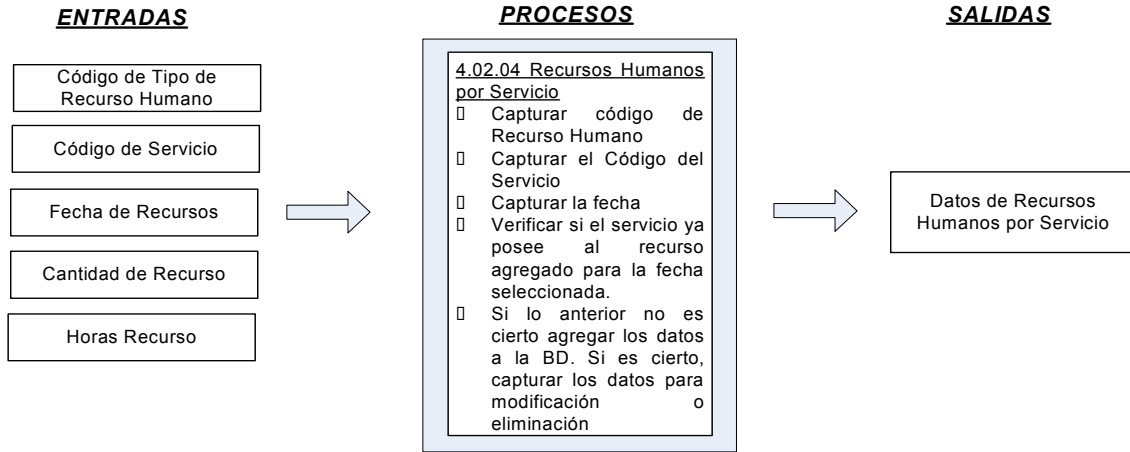 ENTRADAS
PROCESOS
SALIDAS
Código de Tipo de
Recurso Humano
Código de Servicio
Fecha de Recursos
Cantidad de Recurso
Horas Recurso
4.02.04 Recursos Humanos
por Servicio
▯ Capturar código de
Recurso Humano
▯ Capturar el Código del
Servicio
▯ Capturar la fecha
▯ Verificar si el servicio ya
posee al recurso
agregado para la fecha
seleccionada.
▯ Si lo anterior no es
cierto agregar los datos
a la BD. Si es cierto,
capturar los datos para
modificación o
eliminación
Datos de Recursos
Humanos por Servicio